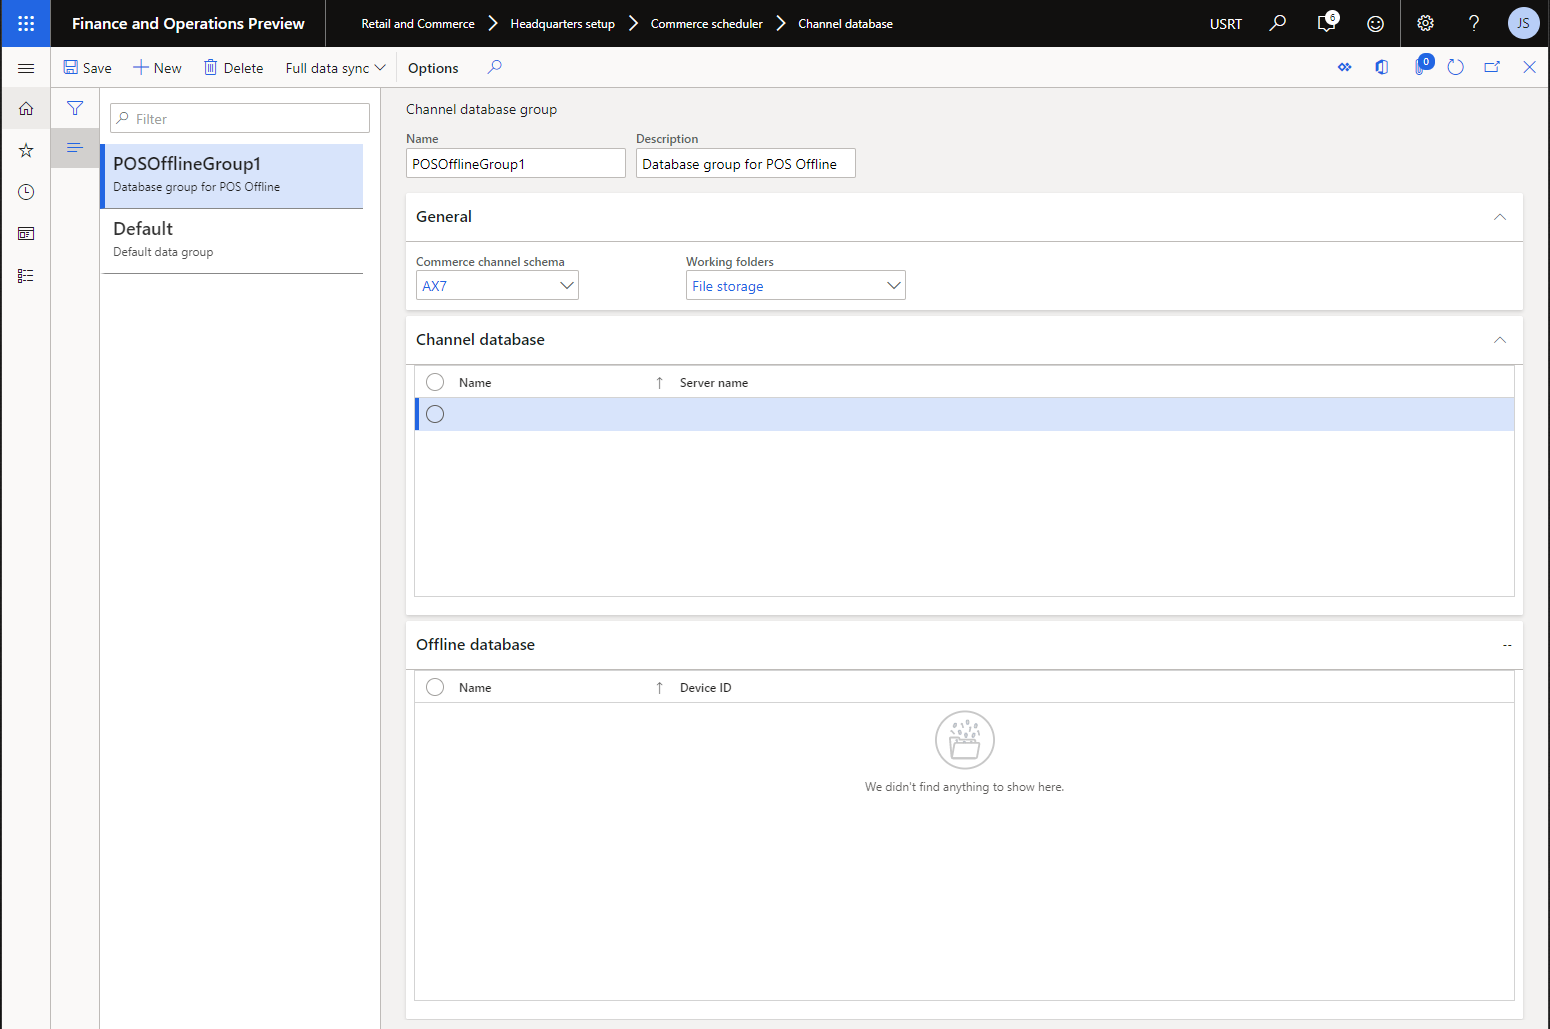 Finance and Operations Preview
Retail and Commerce
Headquarters setup
Commerce scheduler
Channel database
USRT
6
?
JS
Save
New
Delete
Full data sync
Options
0
Filter
POSOfflineGroup1
Database group for POS Offline
Default
Default data group
Channel database group
Name
Description
POSOfflineGroup1
Database group for POS Offline
General
Commerce channel schema
Working folders
AX7
File storage
Channel database
Name
Server name
Offline database
--
Name
Device ID
We didn't find anything to show here.